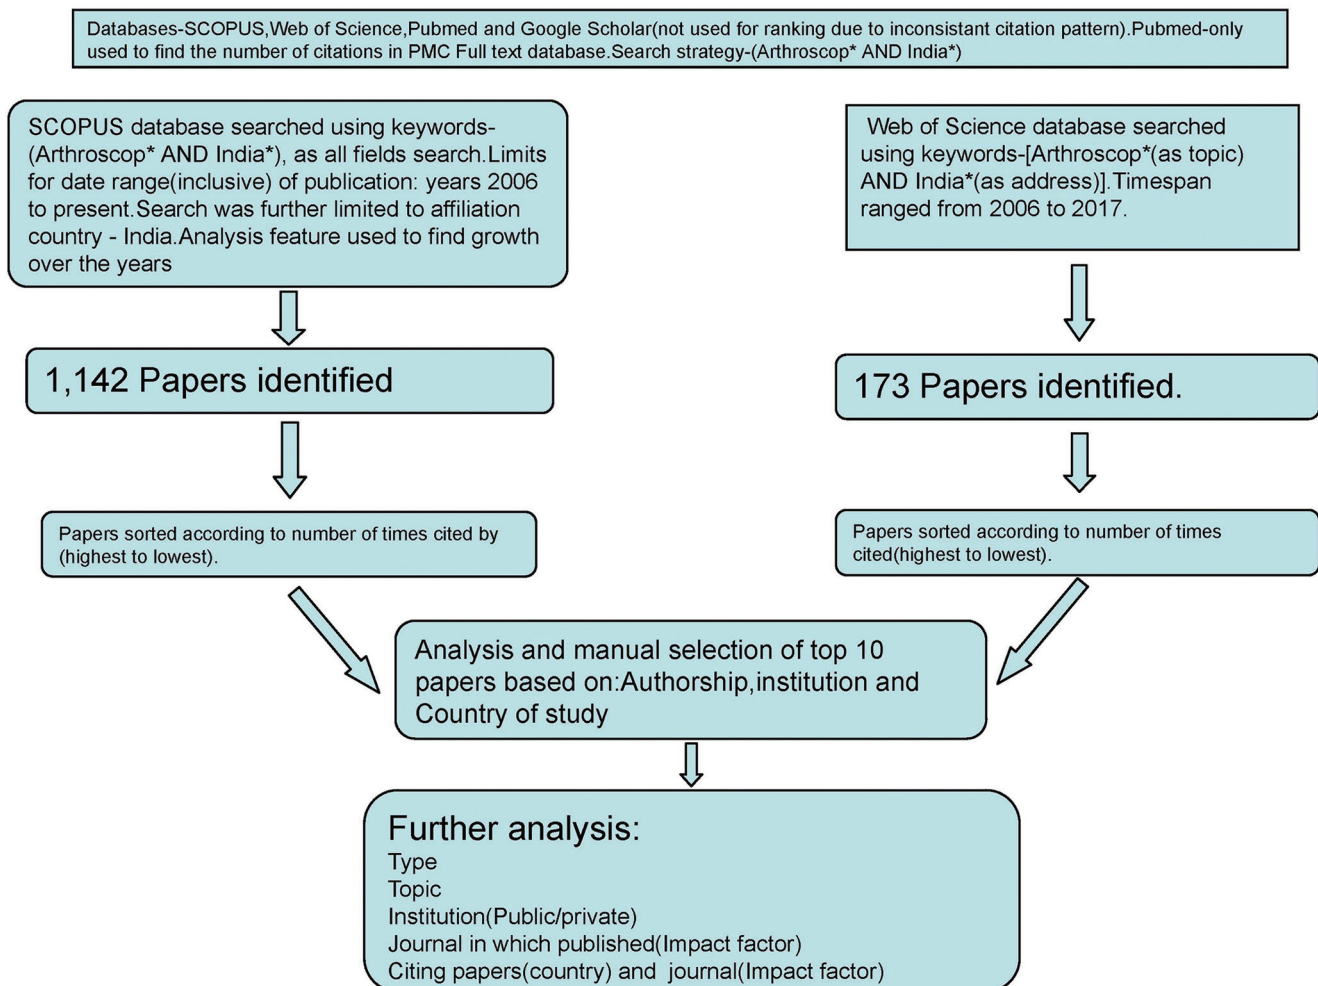 Databases-SCOPUS,Web of Science,Pubmed and Google Scholar(not used for ranking due to inconsistant citation pattern).Pubmed-only
used to find the number of citations in PMC Full text database.Search strategy-(Arthroscop* AND India*)
SCOPUS database searched using keywords-
(Arthroscop* AND India*), as all fields search.Limits
for date range(inclusive) of publication: years 2006
to present.Search was further limited to affiliation
country - India.Analysis feature used to find growth
over the years
Web of Science database searched
using keywords-[Arthroscop*(as topic)
AND India*(as address)].Timespan
ranged from 2006 to 2017.
1,142 Papers identified
173 Papers identified.
Papers sorted according to number of times cited by
(highest to lowest).
Papers sorted according to number of times
cited(highest to lowest).
Analysis and manual selection of top 10
papers based on:Authorship,institution and
Country of study
Further analysis:
Type
Topic
Institution(Public/private)
Journal in which published(Impact factor)
Citing papers(country) and journal(Impact factor)